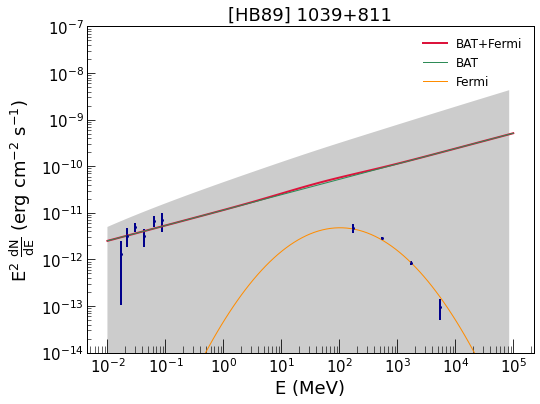 [HB89] 1039+811
E² dN/dE (erg cm⁻² s⁻¹)
10⁻⁷
10⁻⁸
10⁻⁹
10⁻¹⁰
10⁻¹¹
10⁻¹²
10⁻¹³
10⁻¹⁴
BAT+Fermi
BAT
Fermi
10⁻² 10⁻¹ 10⁰ 10¹ 10² 10³ 10⁴ 10⁵
E (MeV)